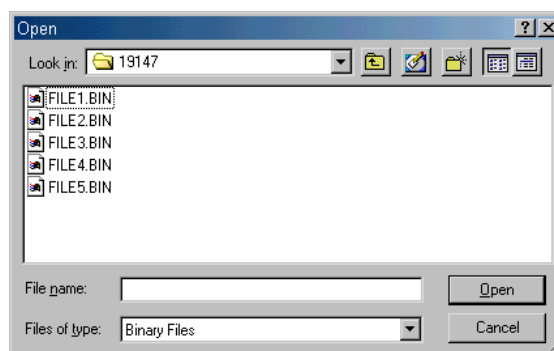 Open
Look in: 19147
FILE1.BIN
FILE2.BIN
FILE3.BIN
FILE4.BIN
FILE5.BIN
File name: Open
Files of type: Binary Files Cancel